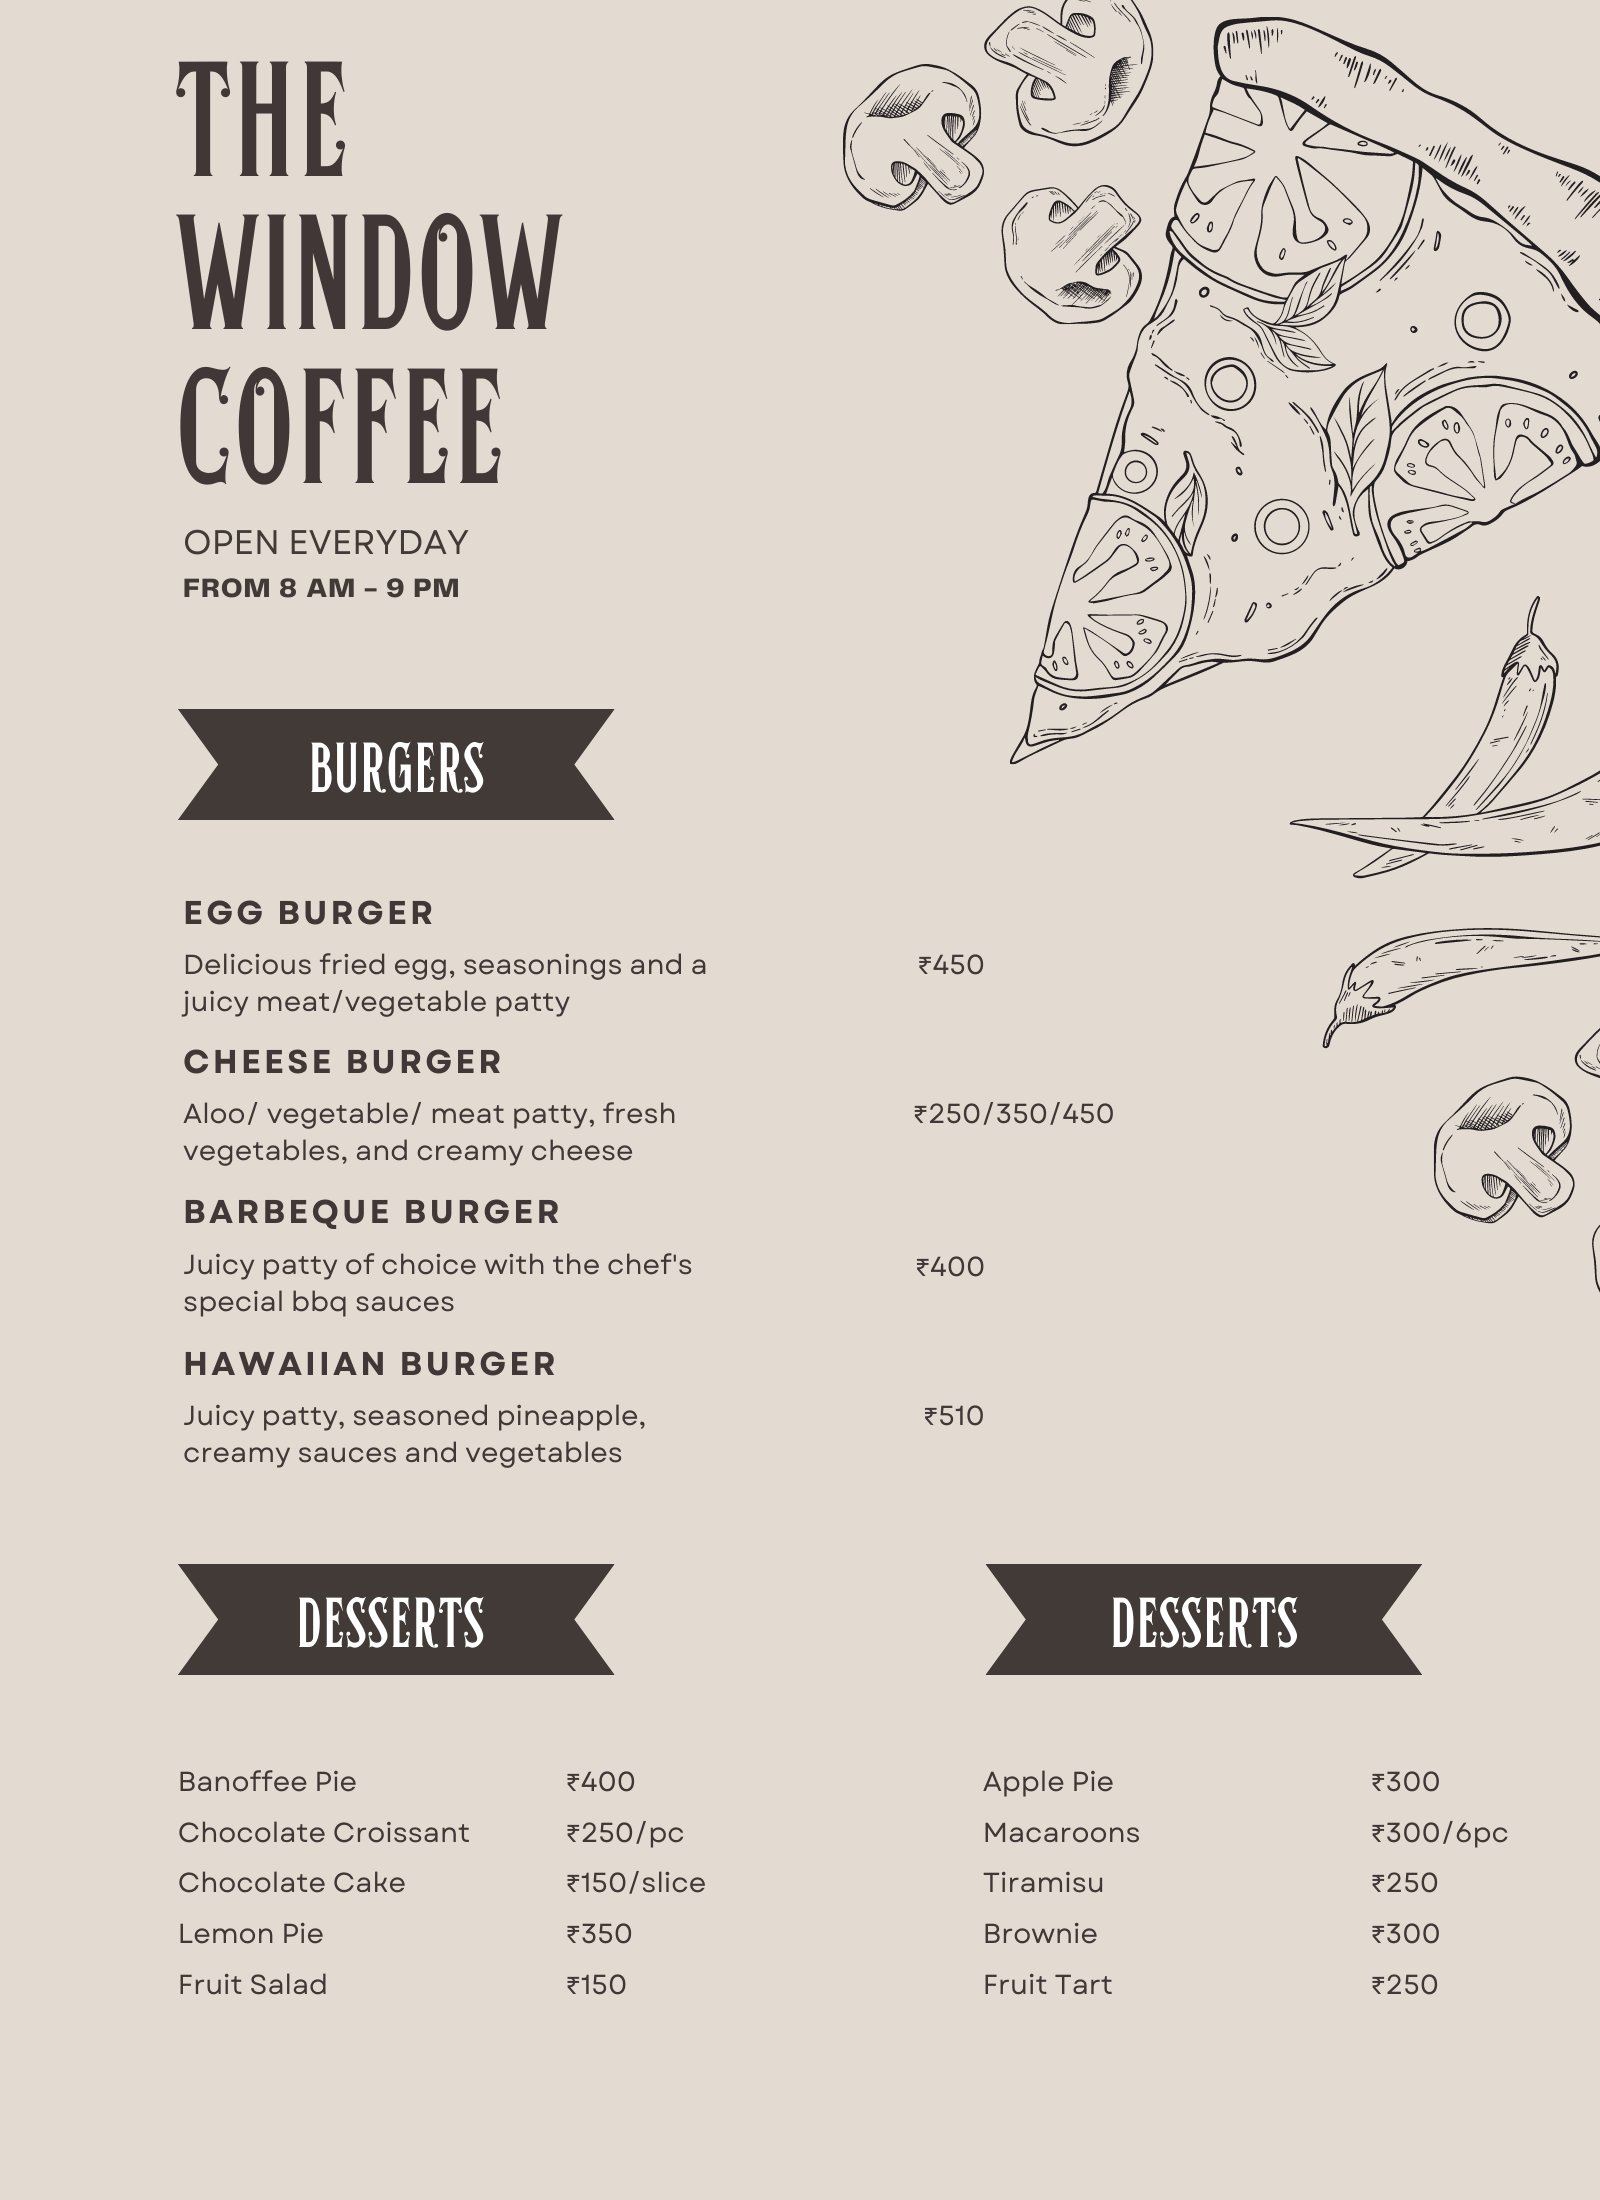 THE
WINDOW
COFFEE
OPEN EVERYDAY
FROM 8 AM – 9 PM
BURGERS
EGG BURGER
Delicious fried egg, seasonings and a ₹450
juicy meat/vegetable patty
CHEESE BURGER
Aloo/ vegetable/ meat patty, fresh ₹250/350/450
vegetables, and creamy cheese
BARBEQUE BURGER
Juicy patty of choice with the chef's ₹400
special bbq sauces
HAWAIIAN BURGER
Juicy patty, seasoned pineapple, ₹510
creamy sauces and vegetables
DESSERTS
Banoffee Pie ₹400
Chocolate Croissant ₹250/pc
Chocolate Cake ₹150/slice
Lemon Pie ₹350
Fruit Salad ₹150
DESSERTS
Apple Pie ₹300
Macaroons ₹300/6pc
Tiramisu ₹250
Brownie ₹300
Fruit Tart ₹250